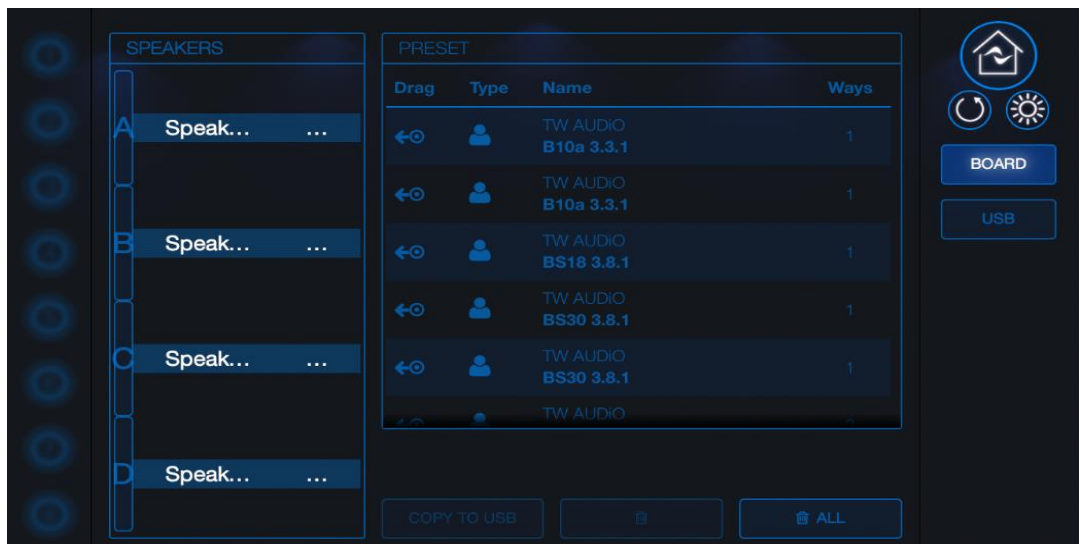 SPEAKERS
A Speak... ...
B Speak... ...
C Speak... ...
D Speak... ...
PRESET
Drag Type Name Ways
TW AUDiO
B10a 3.3.1 1
TW AUDiO
B10a 3.3.1 1
TW AUDiO
BS18 3.8.1 1
TW AUDiO
BS30 3.8.1 1
TW AUDiO
BS30 3.8.1 1
TW AUDiO
COPY TO USB
ALL
BOARD
USB